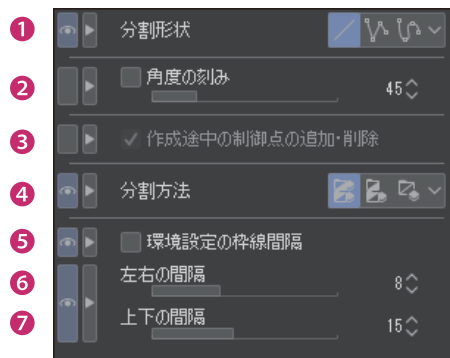 1 分割形状
2 角度の刻み 45
3 作成途中の制御点の追加・削除
4 分割方法
5 環境設定の枠線間隔
6 左右の間隔 8
7 上下の間隔 15